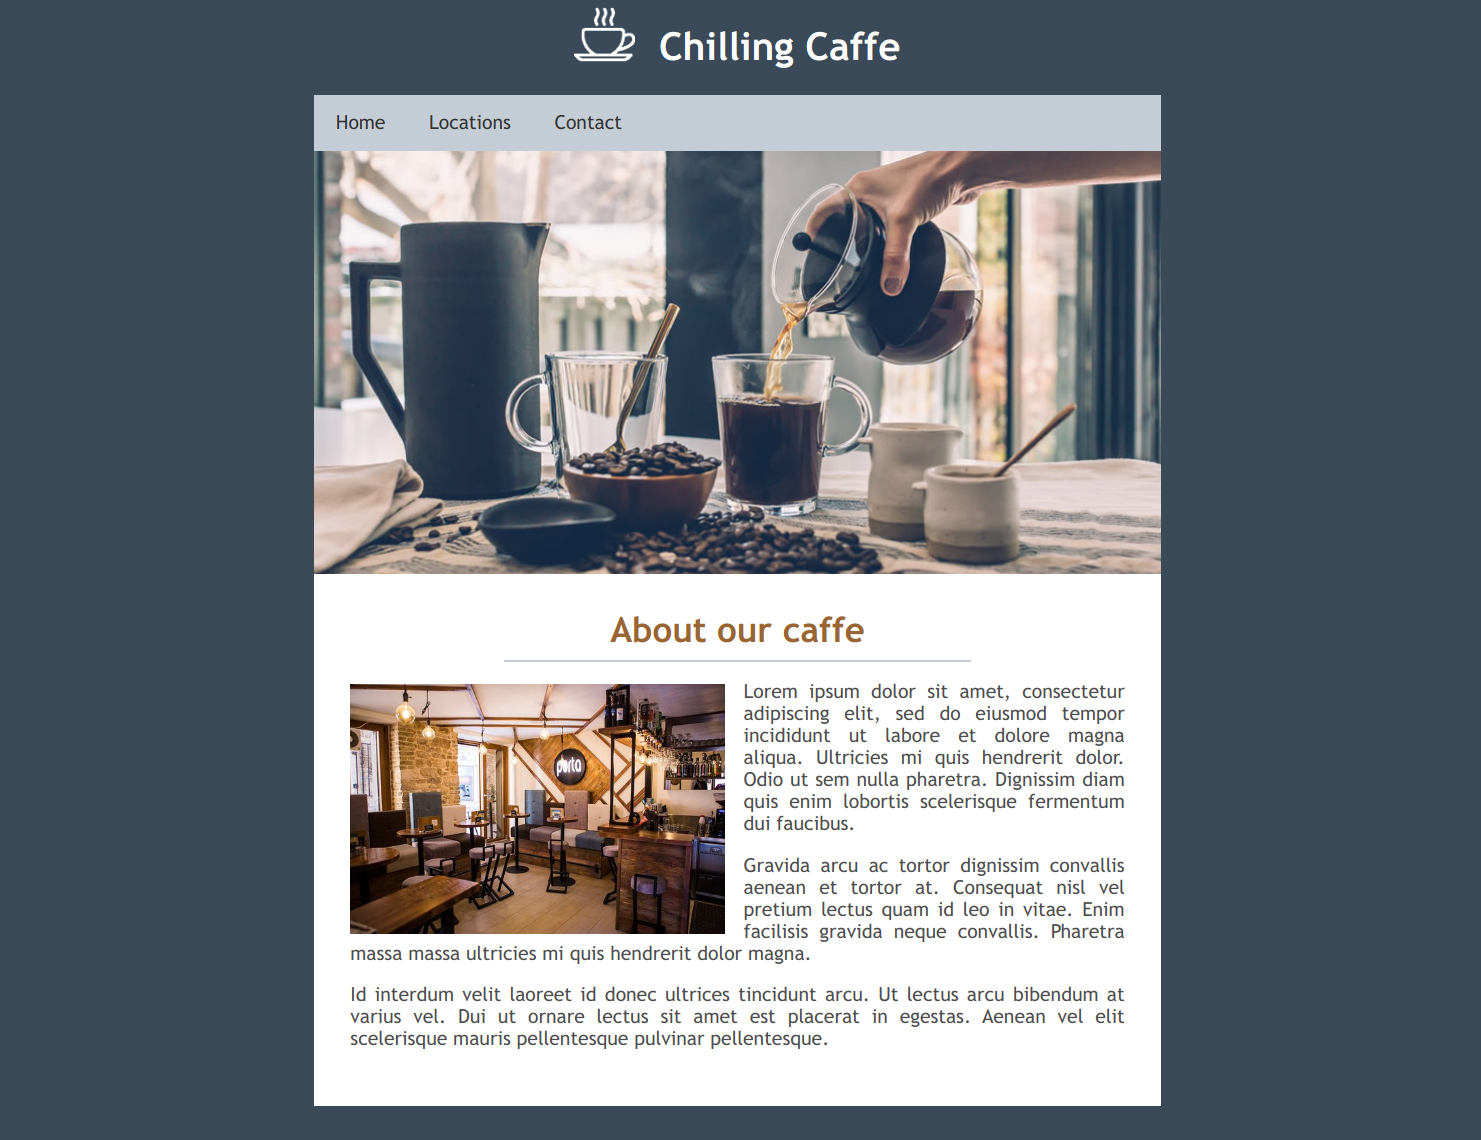 Chilling Caffe
Home Locations Contact
About our caffe
porta
Lorem ipsum dolor sit amet, consectetur
adipiscing elit, sed do eiusmod tempor
incididunt ut labore et dolore magna
aliqua. Ultricies mi quis hendrerit dolor.
Odio ut sem nulla pharetra. Dignissim diam
quis enim lobortis scelerisque fermentum
dui faucibus.
Gravida arcu ac tortor dignissim convallis
aenean et tortor at. Consequat nisl vel
pretium lectus quam id leo in vitae. Enim
facilisis gravida neque convallis. Pharetra
massa massa ultricies mi quis hendrerit dolor magna.
Id interdum velit laoreet id donec ultrices tincidunt arcu. Ut lectus arcu bibendum at
varius vel. Dui ut ornare lectus sit amet est placerat in egestas. Aenean vel elit
scelerisque mauris pellentesque pulvinar pellentesque.